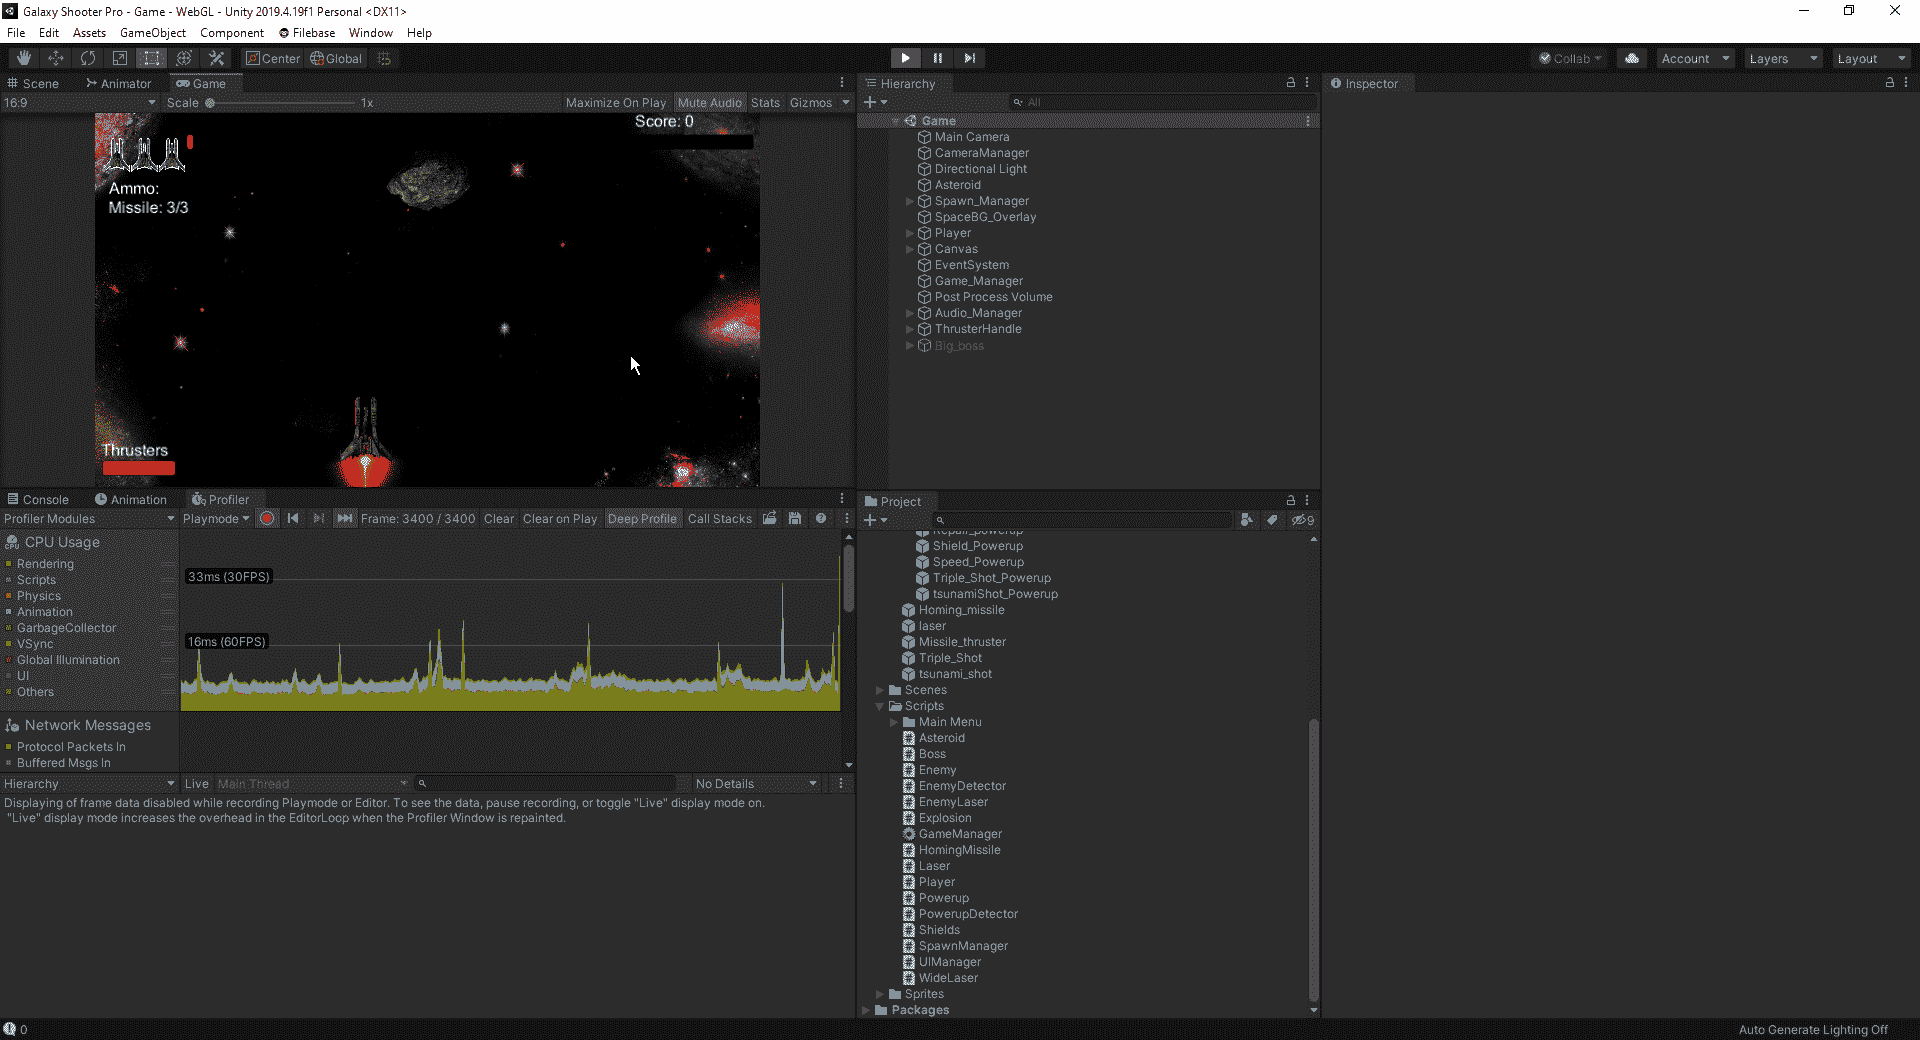 Galaxy Shooter Pro - Game - WebGL - Unity 2019.4.19f1 Personal <DX11>
File Edit Assets GameObject Component Filebase Window Help
Center Global Collab Account Layers Layout
Scene Animator Game
16:9 Scale 1x Maximize On Play Mute Audio Stats Gizmos
Score: 0
Ammo:
Missile: 3/3
Thrusters
Hierarchy
All
Game
Main Camera
CameraManager
Directional Light
Asteroid
Spawn_Manager
SpaceBG_Overlay
Player
Canvas
EventSystem
Game_Manager
Post Process Volume
Audio_Manager
ThrusterHandle
Big_boss
Inspector
Console Animation Profiler
Profiler Modules Playmode Frame: 3400 / 3400 Clear Clear on Play Deep Profile Call Stacks
CPU Usage
Rendering
Scripts
Physics
Animation
GarbageCollector
VSync
Global Illumination
UI
Others
33ms (30FPS)
16ms (60FPS)
Network Messages
Protocol Packets In
Buffered Msgs In
Hierarchy Live Main Thread No Details
Displaying of frame data disabled while recording Playmode or Editor. To see the data, pause recording, or toggle "Live" display mode on.
"Live" display mode increases the overhead in the EditorLoop when the Profiler Window is repainted.
Project
9
Repair_powerup
Shield_Powerup
Speed_Powerup
Triple_Shot_Powerup
tsunamiShot_Powerup
Homing_missile
laser
Missile_thruster
Triple_Shot
tsunami_shot
Scenes
Scripts
Main Menu
Asteroid
Boss
Enemy
EnemyDetector
EnemyLaser
Explosion
GameManager
HomingMissile
Laser
Player
Powerup
PowerupDetector
Shields
SpawnManager
UIManager
WideLaser
Sprites
Packages
0
Auto Generate Lighting Off